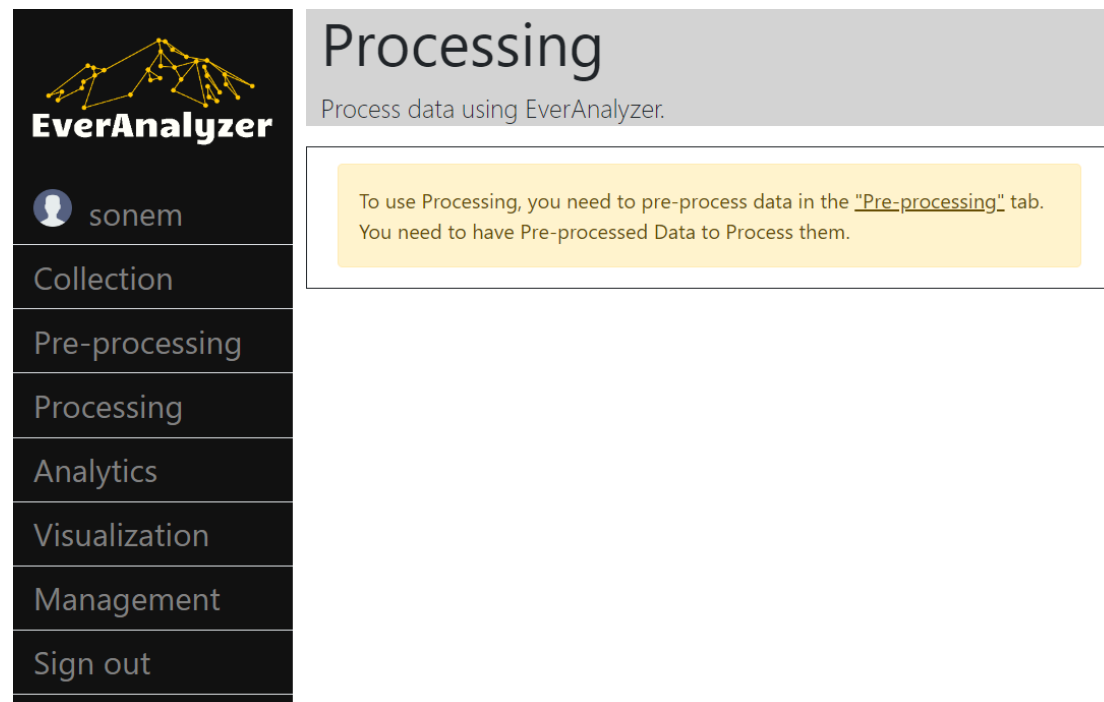 EverAnalyzer
sonem
Collection
Pre-processing
Processing
Analytics
Visualization
Management
Sign out
Processing
Process data using EverAnalyzer.
To use Processing, you need to pre-process data in the "Pre-processing" tab.
You need to have Pre-processed Data to Process them.